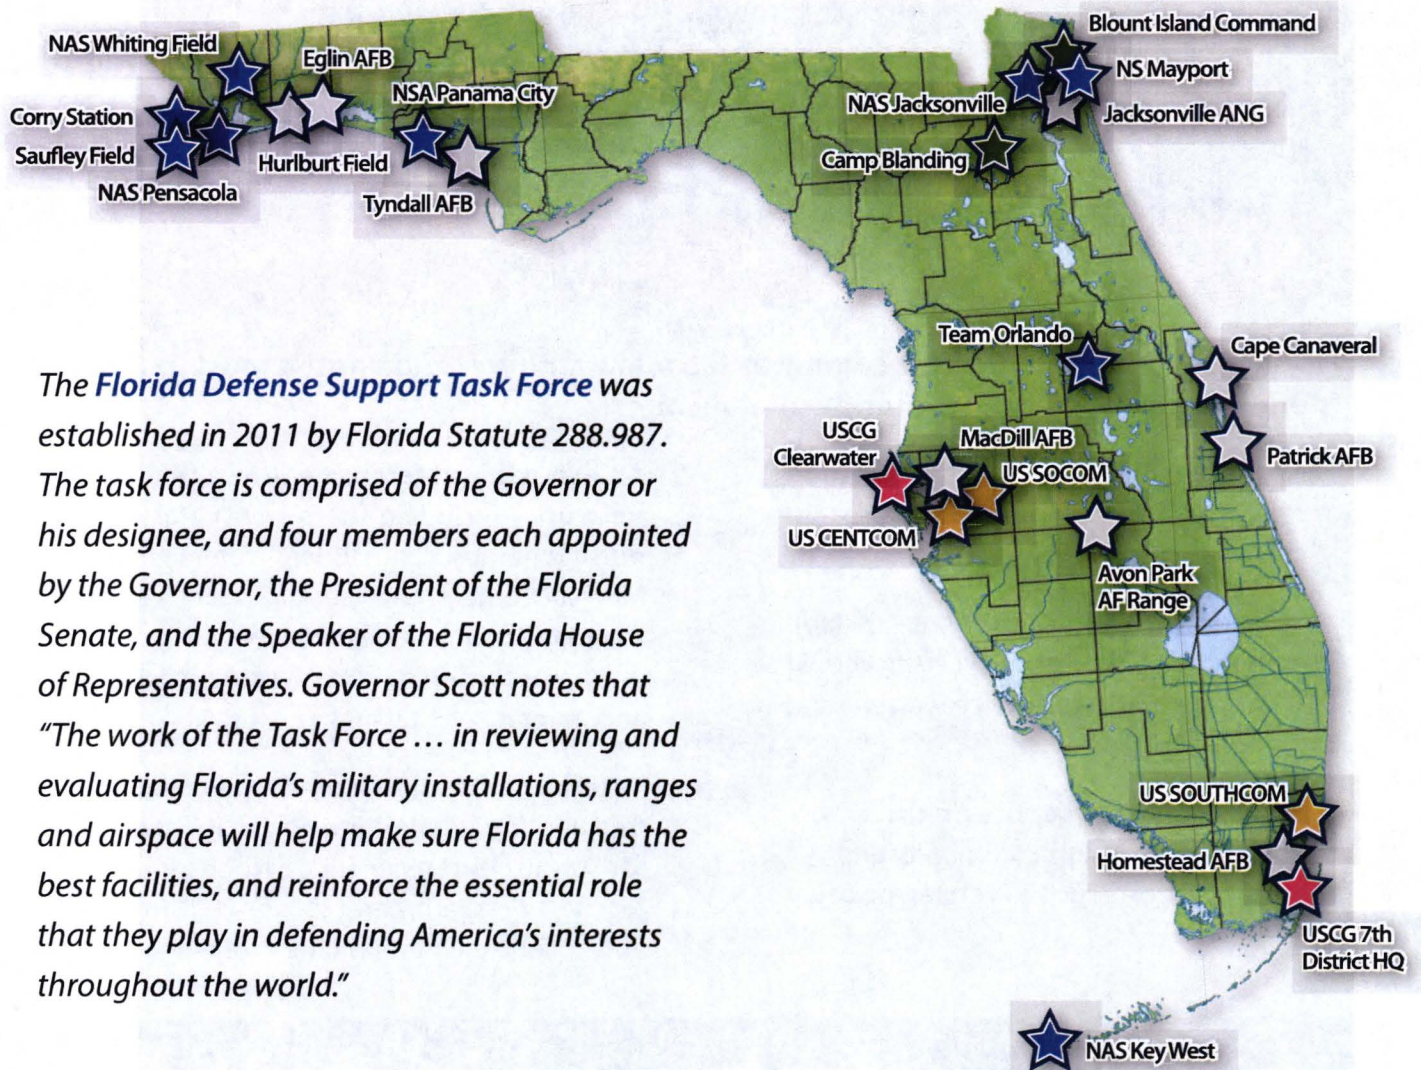 NAS Whiting Field
Eglin AFB
NSA Panama City
Corry Station
Saufley Field
NAS Pensacola
Hurlburt Field
Tyndall AFB
Blount Island Command
NS Mayport
NAS Jacksonville
Jacksonville ANG
Camp Blanding
Team Orlando
Cape Canaveral
USCG
Clearwater
MacDill AFB
US SOCOM
Patrick AFB
US CENTCOM
Avon Park
AF Range
US SOUTHCOM
Homestead AFB
USCG 7th
District HQ
NAS Key West
The Florida Defense Support Task Force was
established in 2011 by Florida Statute 288.987.
The task force is comprised of the Governor or
his designee, and four members each appointed
by the Governor, the President of the Florida
Senate, and the Speaker of the Florida House
of Representatives. Governor Scott notes that
“The work of the Task Force … in reviewing and
evaluating Florida’s military installations, ranges
and airspace will help make sure Florida has the
best facilities, and reinforce the essential role
that they play in defending America’s interests
throughout the world.”